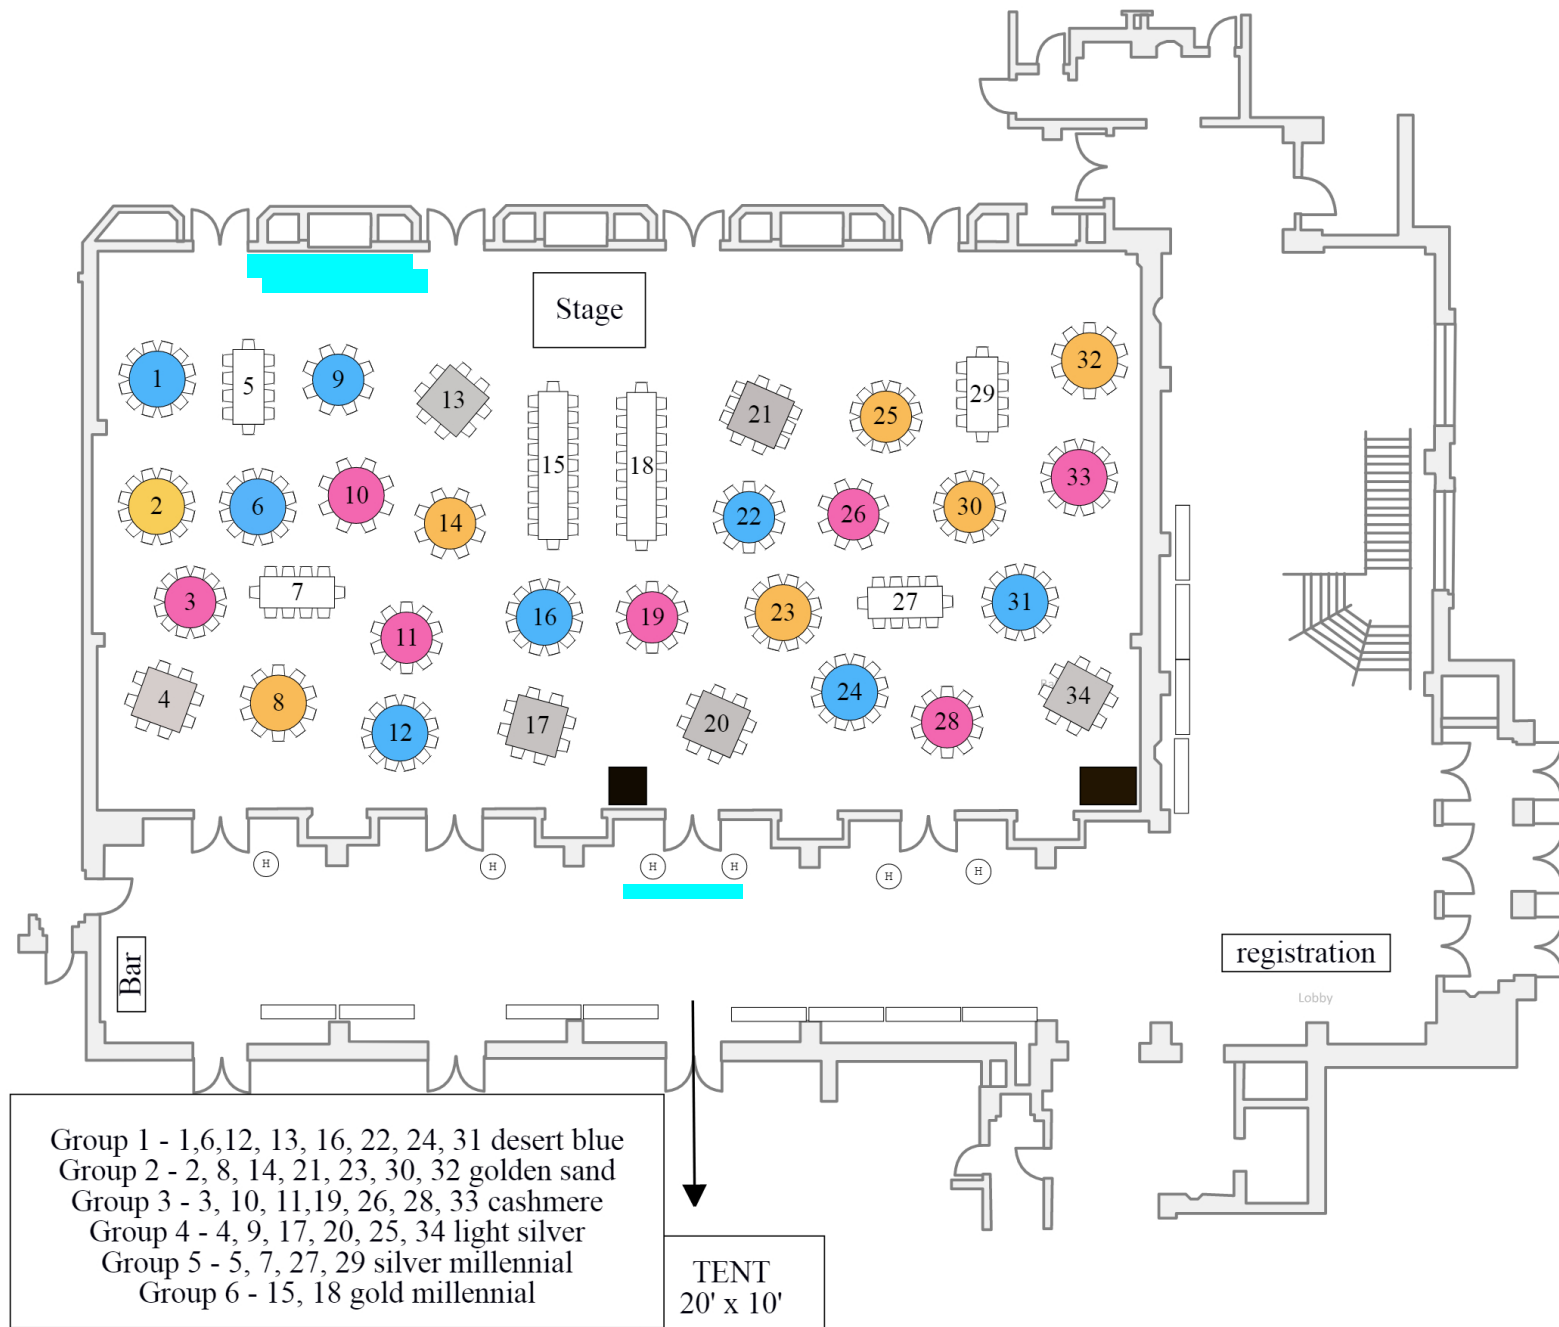 Stage
32
1
5
9
13
21
25
29
15
18
33
2
6
10
14
22
26
30
3
7
11
16
19
23
27
31
4
8
12
17
20
24
28
34
H
H
H
H
H
H
Bar
registration
Lobby
Group 1 - 1,6,12, 13, 16, 22, 24, 31 desert blue
Group 2 - 2, 8, 14, 21, 23, 30, 32 golden sand
Group 3 - 3, 10, 11,19, 26, 28, 33 cashmere
Group 4 - 4, 9, 17, 20, 25, 34 light silver
Group 5 - 5, 7, 27, 29 silver millennial
Group 6 - 15, 18 gold millennial
TENT
20' x 10'